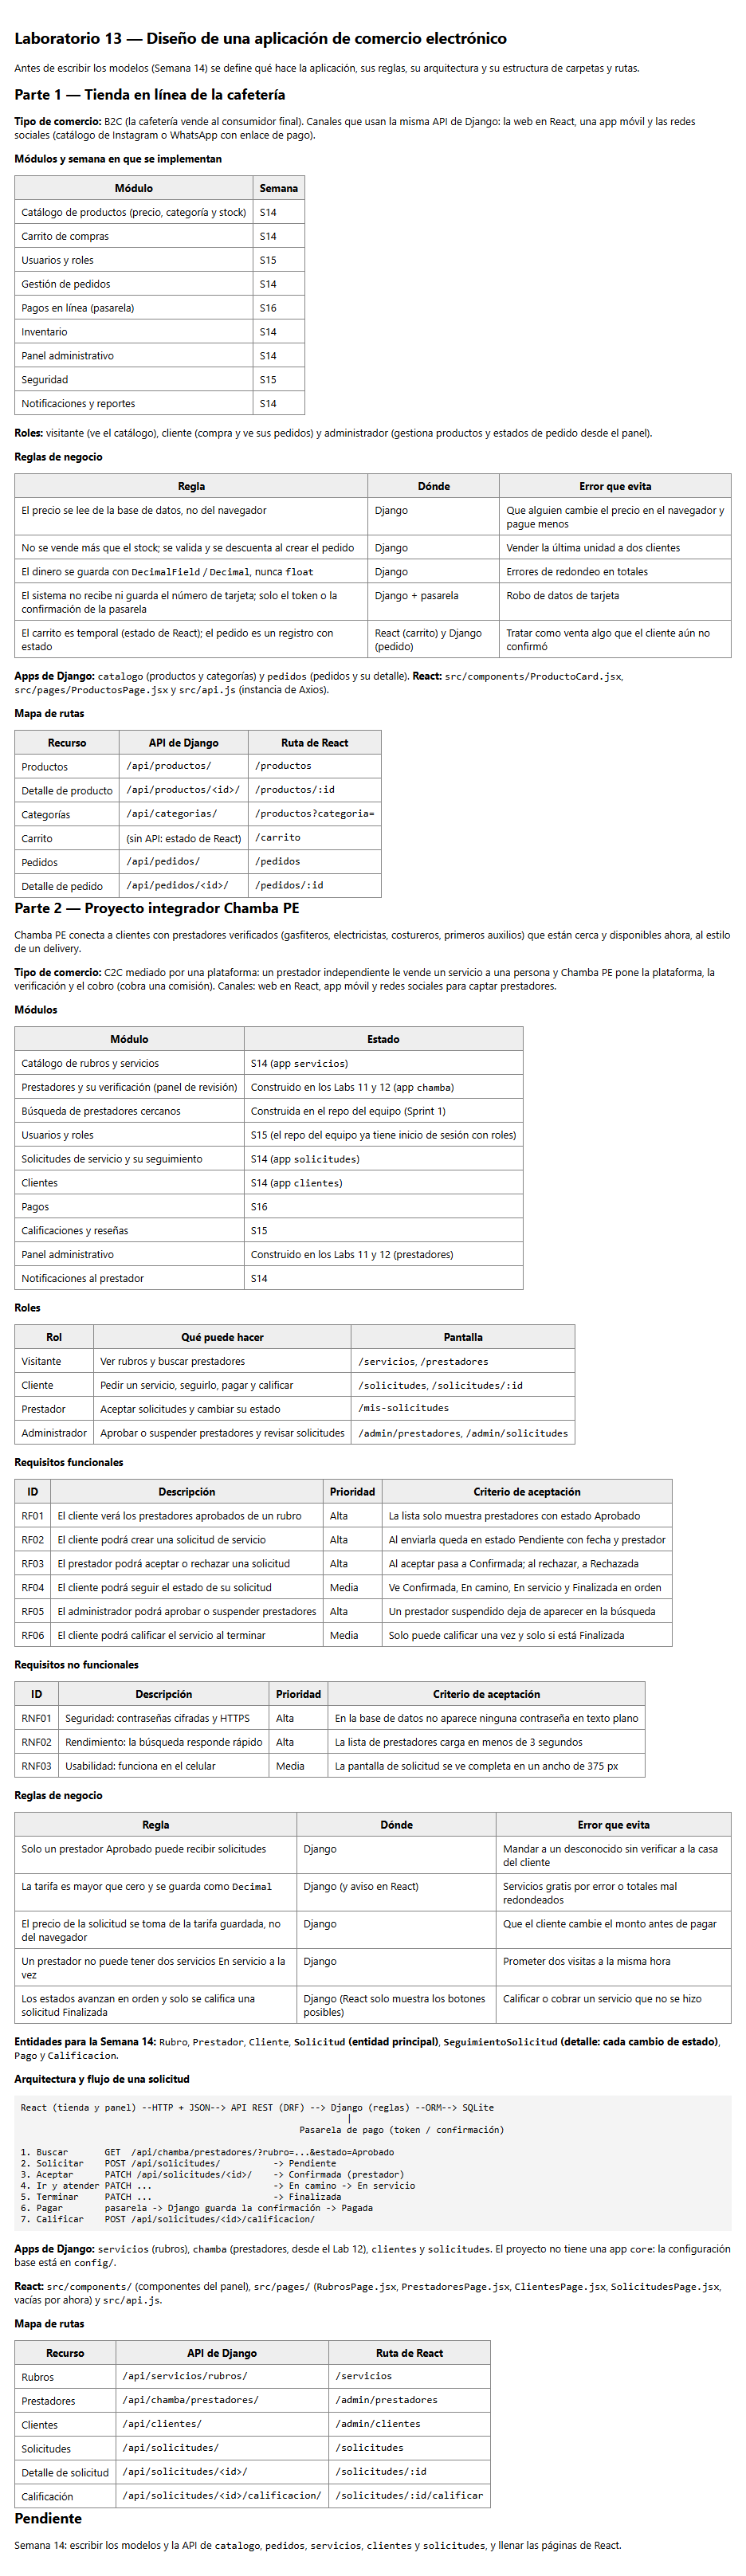 Laboratorio 13 — Diseño de una aplicación de comercio electrónico
Antes de escribir los modelos (Semana 14) se define qué hace la aplicación, sus reglas, su arquitectura y su estructura de carpetas y rutas.
Parte 1 — Tienda en línea de la cafetería
Tipo de comercio: B2C (la cafetería vende al consumidor final). Canales que usan la misma API de Django: la web en React, una app móvil y las redes
sociales (catálogo de Instagram o WhatsApp con enlace de pago).
Módulos y semana en que se implementan
Módulo Semana
Catálogo de productos (precio, categoría y stock) S14
Carrito de compras S14
Usuarios y roles S15
Gestión de pedidos S14
Pagos en línea (pasarela) S16
Inventario S14
Panel administrativo S14
Seguridad S15
Notificaciones y reportes S14
Roles: visitante (ve el catálogo), cliente (compra y ve sus pedidos) y administrador (gestiona productos y estados de pedido desde el panel).
Reglas de negocio
Regla Dónde Error que evita
El precio se lee de la base de datos, no del navegador Django Que alguien cambie el precio en el navegador y
pague menos
No se vende más que el stock; se valida y se descuenta al crear el pedido Django Vender la última unidad a dos clientes
El dinero se guarda con DecimalField / Decimal, nunca float Django Errores de redondeo en totales
El sistema no recibe ni guarda el número de tarjeta; solo el token o la Django + pasarela Robo de datos de tarjeta
confirmación de la pasarela
El carrito es temporal (estado de React); el pedido es un registro con React (carrito) y Django Tratar como venta algo que el cliente aún no
estado (pedido) confirmó
Apps de Django: catalogo (productos y categorías) y pedidos (pedidos y su detalle). React: src/components/ProductoCard.jsx,
src/pages/ProductosPage.jsx y src/api.js (instancia de Axios).
Mapa de rutas
Recurso API de Django Ruta de React
Productos /api/productos/ /productos
Detalle de producto /api/productos/<id>/ /productos/:id
Categorías /api/categorias/ /productos?categoria=
Carrito (sin API: estado de React) /carrito
Pedidos /api/pedidos/ /pedidos
Detalle de pedido /api/pedidos/<id>/ /pedidos/:id
Parte 2 — Proyecto integrador Chamba PE
Chamba PE conecta a clientes con prestadores verificados (gasfiteros, electricistas, costureros, primeros auxilios) que están cerca y disponibles ahora, al estilo
de un delivery.
Tipo de comercio: C2C mediado por una plataforma: un prestador independiente le vende un servicio a una persona y Chamba PE pone la plataforma, la
verificación y el cobro (cobra una comisión). Canales: web en React, app móvil y redes sociales para captar prestadores.
Módulos
Módulo Estado
Catálogo de rubros y servicios S14 (app servicios)
Prestadores y su verificación (panel de revisión) Construido en los Labs 11 y 12 (app chamba)
Búsqueda de prestadores cercanos Construida en el repo del equipo (Sprint 1)
Usuarios y roles S15 (el repo del equipo ya tiene inicio de sesión con roles)
Solicitudes de servicio y su seguimiento S14 (app solicitudes)
Clientes S14 (app clientes)
Pagos S16
Calificaciones y reseñas S15
Panel administrativo Construido en los Labs 11 y 12 (prestadores)
Notificaciones al prestador S14
Roles
Rol Qué puede hacer Pantalla
Visitante Ver rubros y buscar prestadores /servicios, /prestadores
Cliente Pedir un servicio, seguirlo, pagar y calificar /solicitudes, /solicitudes/:id
Prestador Aceptar solicitudes y cambiar su estado /mis-solicitudes
Administrador Aprobar o suspender prestadores y revisar solicitudes /admin/prestadores, /admin/solicitudes
Requisitos funcionales
ID Descripción Prioridad Criterio de aceptación
RF01 El cliente verá los prestadores aprobados de un rubro Alta La lista solo muestra prestadores con estado Aprobado
RF02 El cliente podrá crear una solicitud de servicio Alta Al enviarla queda en estado Pendiente con fecha y prestador
RF03 El prestador podrá aceptar o rechazar una solicitud Alta Al aceptar pasa a Confirmada; al rechazar, a Rechazada
RF04 El cliente podrá seguir el estado de su solicitud Media Ve Confirmada, En camino, En servicio y Finalizada en orden
RF05 El administrador podrá aprobar o suspender prestadores Alta Un prestador suspendido deja de aparecer en la búsqueda
RF06 El cliente podrá calificar el servicio al terminar Media Solo puede calificar una vez y solo si está Finalizada
Requisitos no funcionales
ID Descripción Prioridad Criterio de aceptación
RNF01 Seguridad: contraseñas cifradas y HTTPS Alta En la base de datos no aparece ninguna contraseña en texto plano
RNF02 Rendimiento: la búsqueda responde rápido Alta La lista de prestadores carga en menos de 3 segundos
RNF03 Usabilidad: funciona en el celular Media La pantalla de solicitud se ve completa en un ancho de 375 px
Reglas de negocio
Regla Dónde Error que evita
Solo un prestador Aprobado puede recibir solicitudes Django Mandar a un desconocido sin verificar a la casa
del cliente
La tarifa es mayor que cero y se guarda como Decimal Django (y aviso en React) Servicios gratis por error o totales mal
redondeados
El precio de la solicitud se toma de la tarifa guardada, no Django Que el cliente cambie el monto antes de pagar
del navegador
Un prestador no puede tener dos servicios En servicio a la Django Prometer dos visitas a la misma hora
vez
Los estados avanzan en orden y solo se califica una Django (React solo muestra los botones Calificar o cobrar un servicio que no se hizo
solicitud Finalizada posibles)
Entidades para la Semana 14: Rubro, Prestador, Cliente, Solicitud (entidad principal), SeguimientoSolicitud (detalle: cada cambio de estado),
Pago y Calificacion.
Arquitectura y flujo de una solicitud
React (tienda y panel) --HTTP + JSON--> API REST (DRF) --> Django (reglas) --ORM--> SQLite
|
Pasarela de pago (token / confirmación)
1. Buscar GET /api/chamba/prestadores/?rubro=...&estado=Aprobado
2. Solicitar POST /api/solicitudes/ -> Pendiente
3. Aceptar PATCH /api/solicitudes/<id>/ -> Confirmada (prestador)
4. Ir y atender PATCH ... -> En camino -> En servicio
5. Terminar PATCH ... -> Finalizada
6. Pagar pasarela -> Django guarda la confirmación -> Pagada
7. Calificar POST /api/solicitudes/<id>/calificacion/
Apps de Django: servicios (rubros), chamba (prestadores, desde el Lab 12), clientes y solicitudes. El proyecto no tiene una app core: la configuración
base está en config/.
React: src/components/ (componentes del panel), src/pages/ (RubrosPage.jsx, PrestadoresPage.jsx, ClientesPage.jsx, SolicitudesPage.jsx,
vacías por ahora) y src/api.js.
Mapa de rutas
Recurso API de Django Ruta de React
Rubros /api/servicios/rubros/ /servicios
Prestadores /api/chamba/prestadores/ /admin/prestadores
Clientes /api/clientes/ /admin/clientes
Solicitudes /api/solicitudes/ /solicitudes
Detalle de solicitud /api/solicitudes/<id>/ /solicitudes/:id
Calificación /api/solicitudes/<id>/calificacion/ /solicitudes/:id/calificar
Pendiente
Semana 14: escribir los modelos y la API de catalogo, pedidos, servicios, clientes y solicitudes, y llenar las páginas de React.